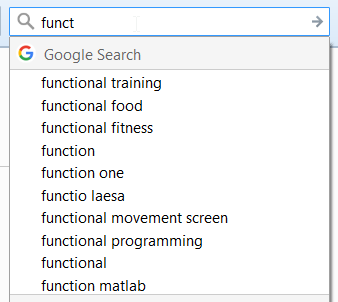 funct
Google Search
functional training
functional food
functional fitness
function
function one
functio laesa
functional movement screen
functional programming
functional
function matlab